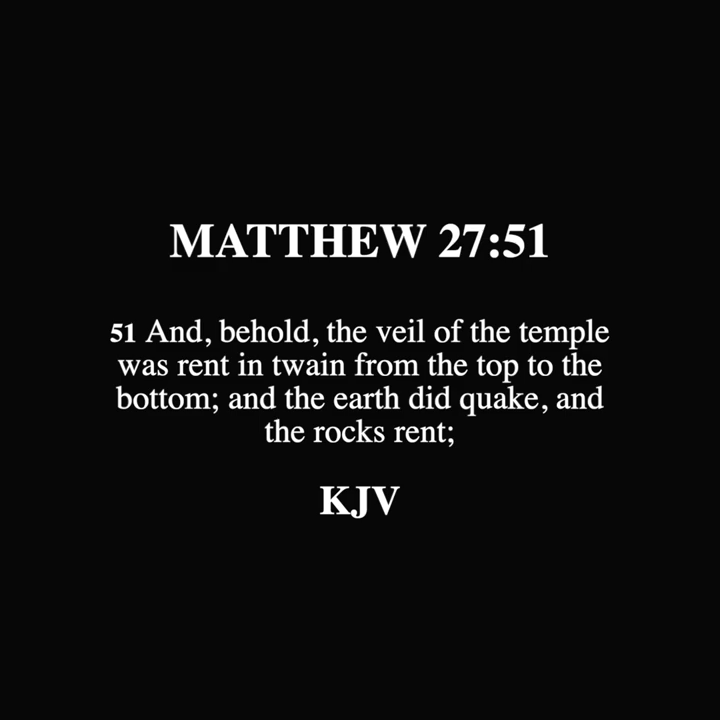 MATTHEW 27:51
51 And, behold, the veil of the temple
was rent in twain from the top to the
bottom; and the earth did quake, and
the rocks rent;
KJV